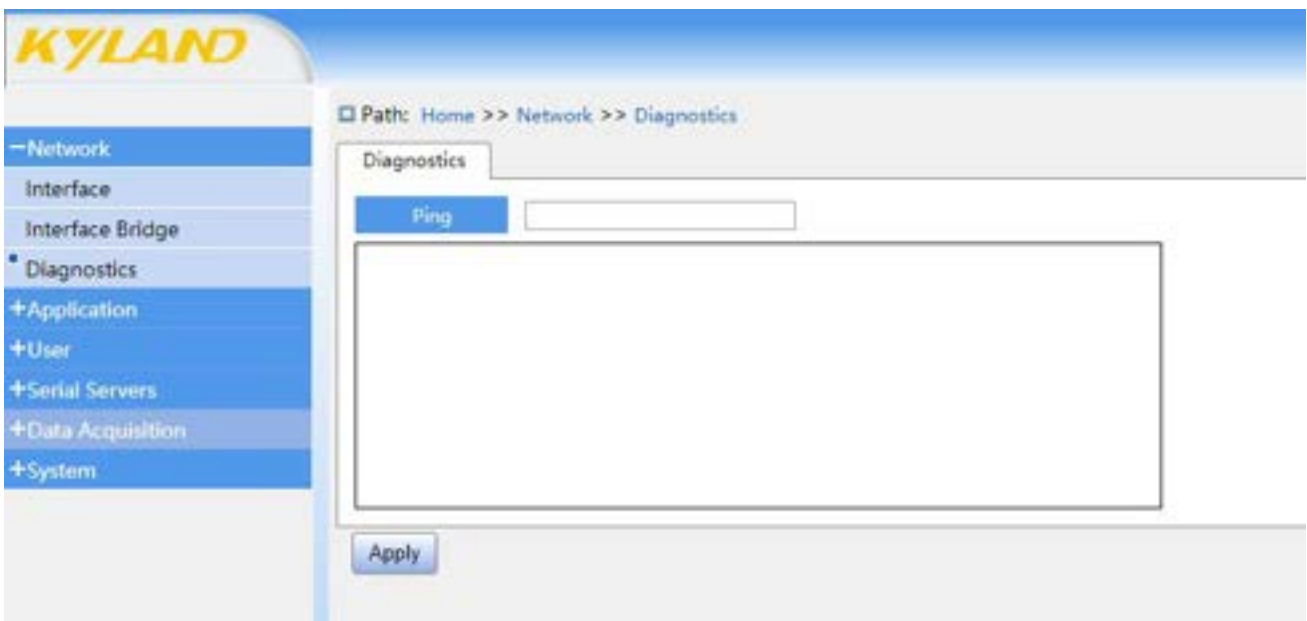 KYLAND
Path: Home >> Network >> Diagnostics
−Network
Interface
Interface Bridge
Diagnostics
+Application
+User
+Serial Servers
+Data Acquisition
+System
Diagnostics
Ping
Apply